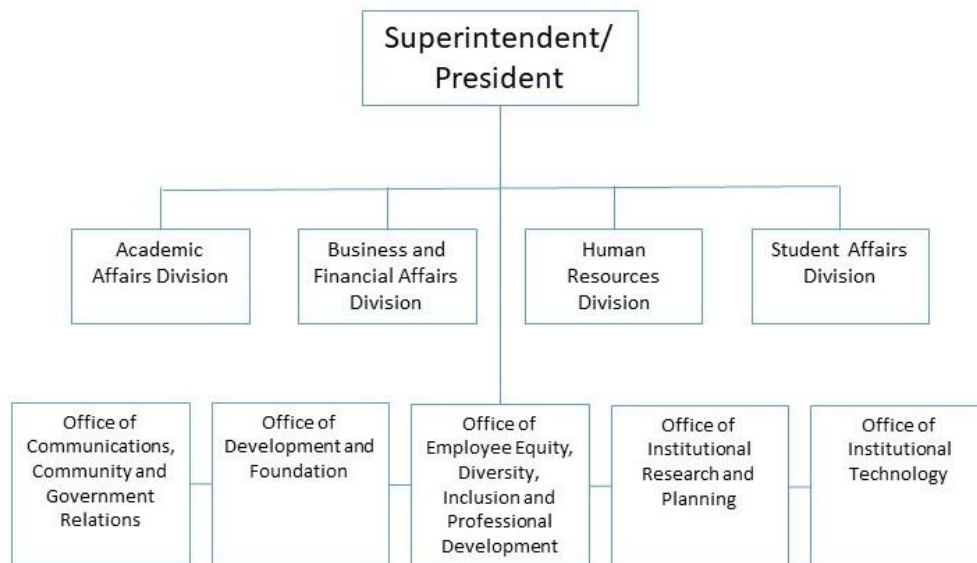 Superintendent/
President
Academic
Affairs Division
Business and
Financial Affairs
Division
Human
Resources
Division
Student Affairs
Division
Office of
Communications,
Community and
Government
Relations
Office of
Development and
Foundation
Office of
Employee Equity,
Diversity,
Inclusion and
Professional
Development
Office of
Institutional
Research and
Planning
Office of
Institutional
Technology